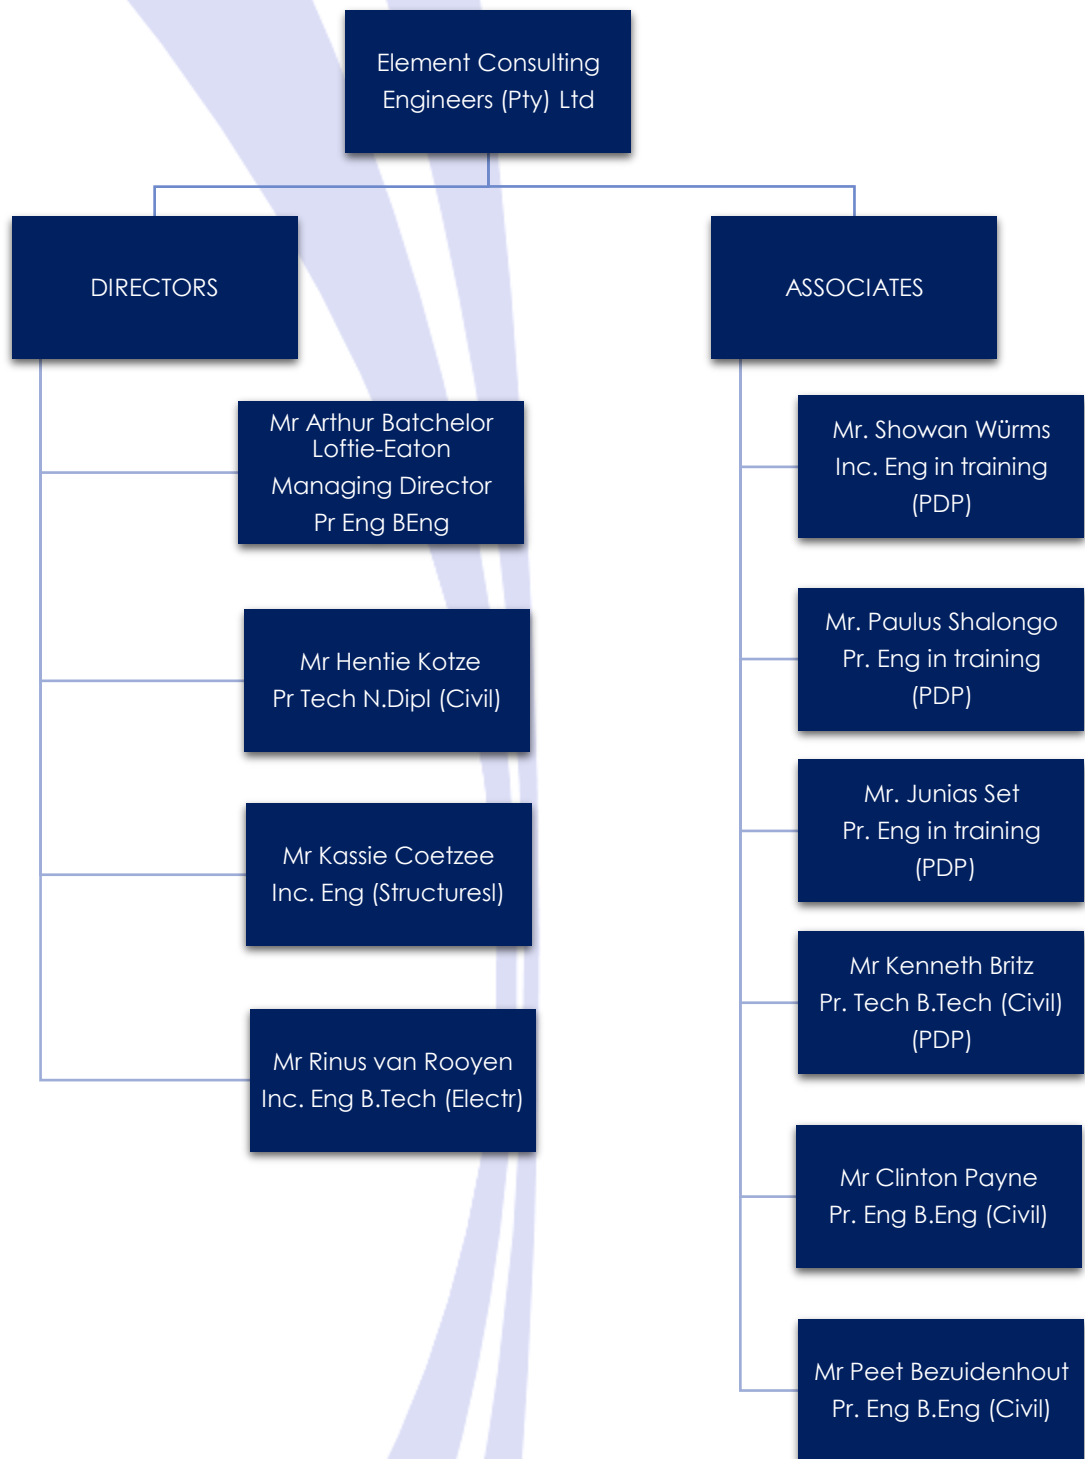 Element Consulting
Engineers (Pty) Ltd
DIRECTORS
Mr Arthur Batchelor
Loftie-Eaton
Managing Director
Pr Eng BEng
Mr Hentie Kotze
Pr Tech N.Dipl (Civil)
Mr Kassie Coetzee
Inc. Eng (Structuresl)
Mr Rinus van Rooyen
Inc. Eng B.Tech (Electr)
ASSOCIATES
Mr. Showan Würms
Inc. Eng in training
(PDP)
Mr. Paulus Shalongo
Pr. Eng in training
(PDP)
Mr. Junias Set
Pr. Eng in training
(PDP)
Mr Kenneth Britz
Pr. Tech B.Tech (Civil)
(PDP)
Mr Clinton Payne
Pr. Eng B.Eng (Civil)
Mr Peet Bezuidenhout
Pr. Eng B.Eng (Civil)